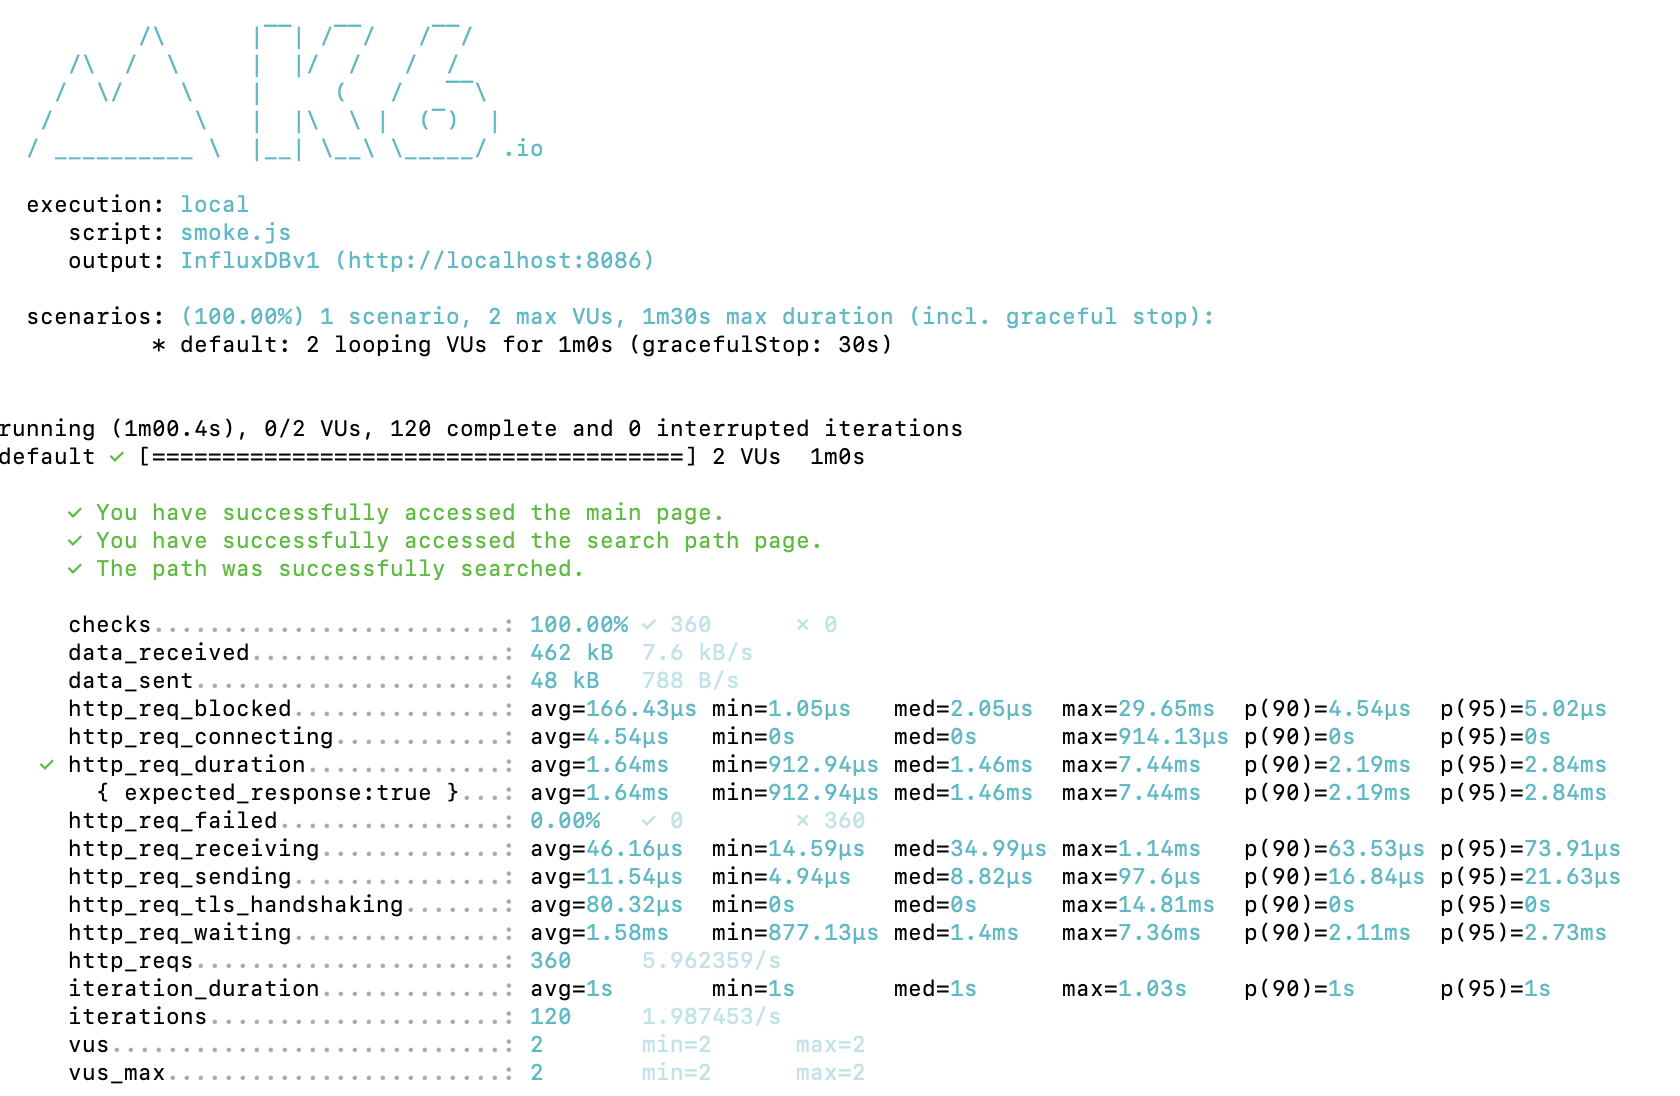 /\      |‾‾| /‾‾/   /‾‾/
     /\  /  \     |  |/  /   /  /
    /  \/    \    |     (   /   ‾‾\
   /          \   |  |\  \ |  (‾)  |
  / __________ \  |__| \__\ \_____/ .io
execution: local
script: smoke.js
output: InfluxDBv1 (http://localhost:8086)
scenarios: (100.00%) 1 scenario, 2 max VUs, 1m30s max duration (incl. graceful stop):
* default: 2 looping VUs for 1m0s (gracefulStop: 30s)
running (1m00.4s), 0/2 VUs, 120 complete and 0 interrupted iterations
default ✓ [======================================] 2 VUs  1m0s
✓ You have successfully accessed the main page.
✓ You have successfully accessed the search path page.
✓ The path was successfully searched.
checks.........................: 100.00% ✓ 360      ✗ 0
data_received..................: 462 kB  7.6 kB/s
data_sent......................: 48 kB   788 B/s
http_req_blocked...............: avg=166.43µs min=1.05µs   med=2.05µs  max=29.65ms  p(90)=4.54µs  p(95)=5.02µs
http_req_connecting............: avg=4.54µs   min=0s       med=0s      max=914.13µs p(90)=0s      p(95)=0s
✓ http_req_duration..............: avg=1.64ms   min=912.94µs med=1.46ms  max=7.44ms   p(90)=2.19ms  p(95)=2.84ms
{ expected_response:true }...: avg=1.64ms   min=912.94µs med=1.46ms  max=7.44ms   p(90)=2.19ms  p(95)=2.84ms
http_req_failed................: 0.00%   ✓ 0        ✗ 360
http_req_receiving.............: avg=46.16µs  min=14.59µs  med=34.99µs max=1.14ms   p(90)=63.53µs p(95)=73.91µs
http_req_sending...............: avg=11.54µs  min=4.94µs   med=8.82µs  max=97.6µs   p(90)=16.84µs p(95)=21.63µs
http_req_tls_handshaking.......: avg=80.32µs  min=0s       med=0s      max=14.81ms  p(90)=0s      p(95)=0s
http_req_waiting...............: avg=1.58ms   min=877.13µs med=1.4ms   max=7.36ms   p(90)=2.11ms  p(95)=2.73ms
http_reqs......................: 360     5.962359/s
iteration_duration.............: avg=1s       min=1s       med=1s      max=1.03s    p(90)=1s      p(95)=1s
iterations.....................: 120     1.987453/s
vus............................: 2       min=2      max=2
vus_max........................: 2       min=2      max=2